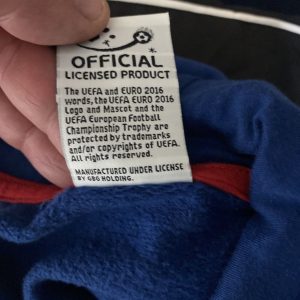 OFFICIAL
LICENSED PRODUCT
The UEFA and EURO 2016
words, the UEFA EURO 2016
Logo and Mascot and the
UEFA European Football
Championship Trophy are
protected by trademarks
and/or copyrights of UEFA.
All rights reserved.
MANUFACTURED UNDER LICENSE
by GBG HOLDING.